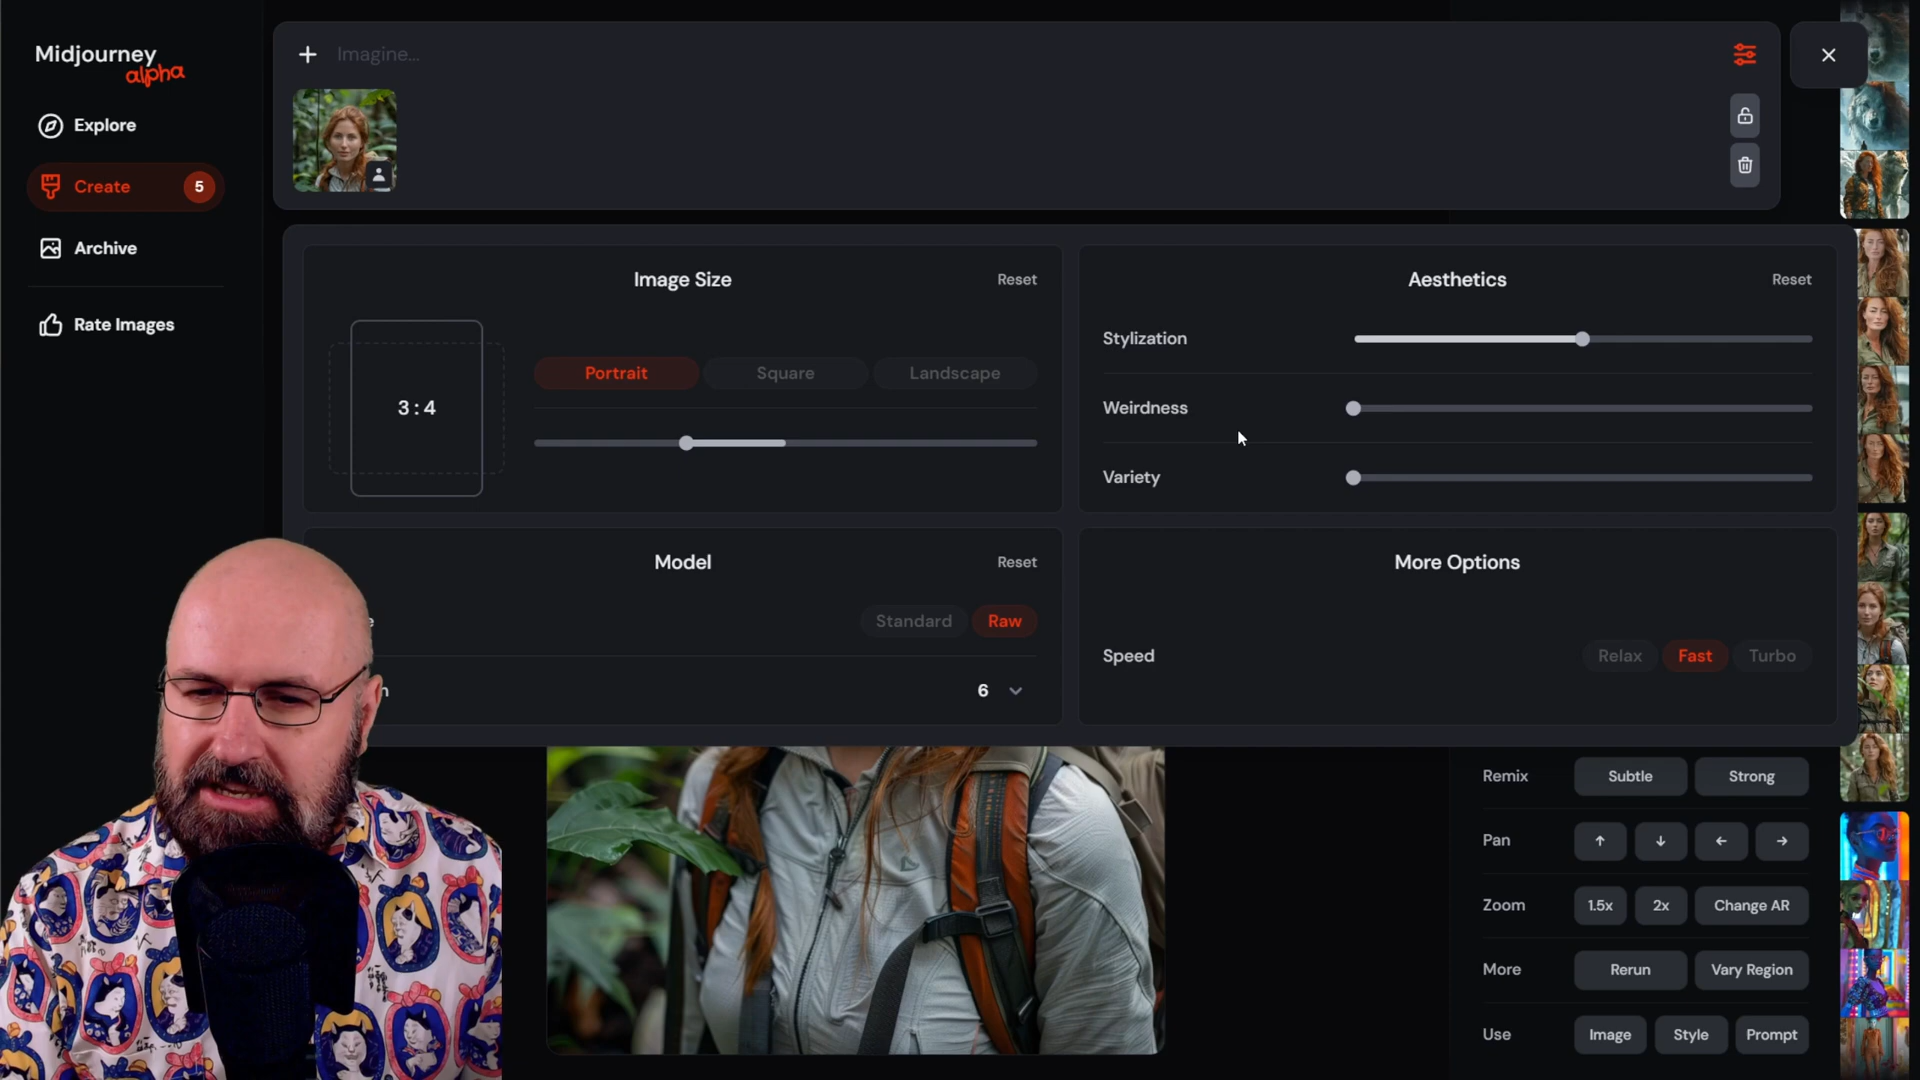 Midjourney
alpha
Imagine...
Explore
Create 5
Archive
Rate Images
Image Size Reset
3 : 4
Portrait Square Landscape
Aesthetics Reset
Stylization
Weirdness
Variety
Model Reset
Standard Raw
6
More Options
Speed Relax Fast Turbo
Remix Subtle Strong
Pan
Zoom 1.5x 2x Change AR
More Rerun Vary Region
Use Image Style Prompt